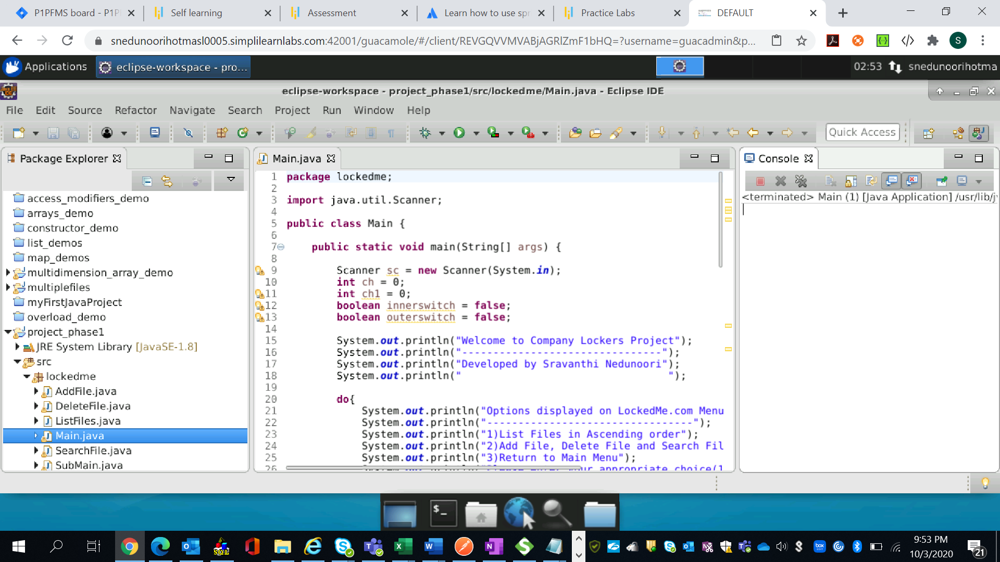 P1PFMS board - P1P
Self learning
Assessment
Learn how to use spr
Practice Labs
DEFAULT
snedunoorihotmasl0005.simplilearnlabs.com:42001/guacamole/#/client/REVGQVVMVABjAGRlZmF1bHQ=?username=guacadmin&p...
S
Applications
eclipse-workspace - pro...
02:53
snedunoorihotma
eclipse-workspace - project_phase1/src/lockedme/Main.java - Eclipse IDE
File Edit Source Refactor Navigate Search Project Run Window Help
Quick Access
Package Explorer
access_modifiers_demo
arrays_demo
constructor_demo
list_demos
map_demos
multidimension_array_demo
multiplefiles
myFirstJavaProject
overload_demo
project_phase1
JRE System Library [JavaSE-1.8]
src
lockedme
AddFile.java
DeleteFile.java
ListFiles.java
Main.java
SearchFile.java
SubMain.java
Main.java
1 package lockedme;
2
3 import java.util.Scanner;
4
5 public class Main {
6
7 public static void main(String[] args) {
8
9 Scanner sc = new Scanner(System.in);
10 int ch = 0;
11 int ch1 = 0;
12 boolean innerswitch = false;
13 boolean outerswitch = false;
14
15 System.out.println("Welcome to Company Lockers Project");
16 System.out.println("--------------------------------");
17 System.out.println("Developed by Sravanthi Nedunoori");
18 System.out.println("                                 ");
19
20 do{
21 System.out.println("Options displayed on LockedMe.com Menu
22 System.out.println("---------------------------------");
23 System.out.println("1)List Files in Ascending order");
24 System.out.println("2)Add File, Delete File and Search Fil
25 System.out.println("3)Return to Main Menu");
26 System.out.println("Please enter your appropriate choice(1
Console
<terminated> Main (1) [Java Application] /usr/lib/j
9:53 PM
10/3/2020
21